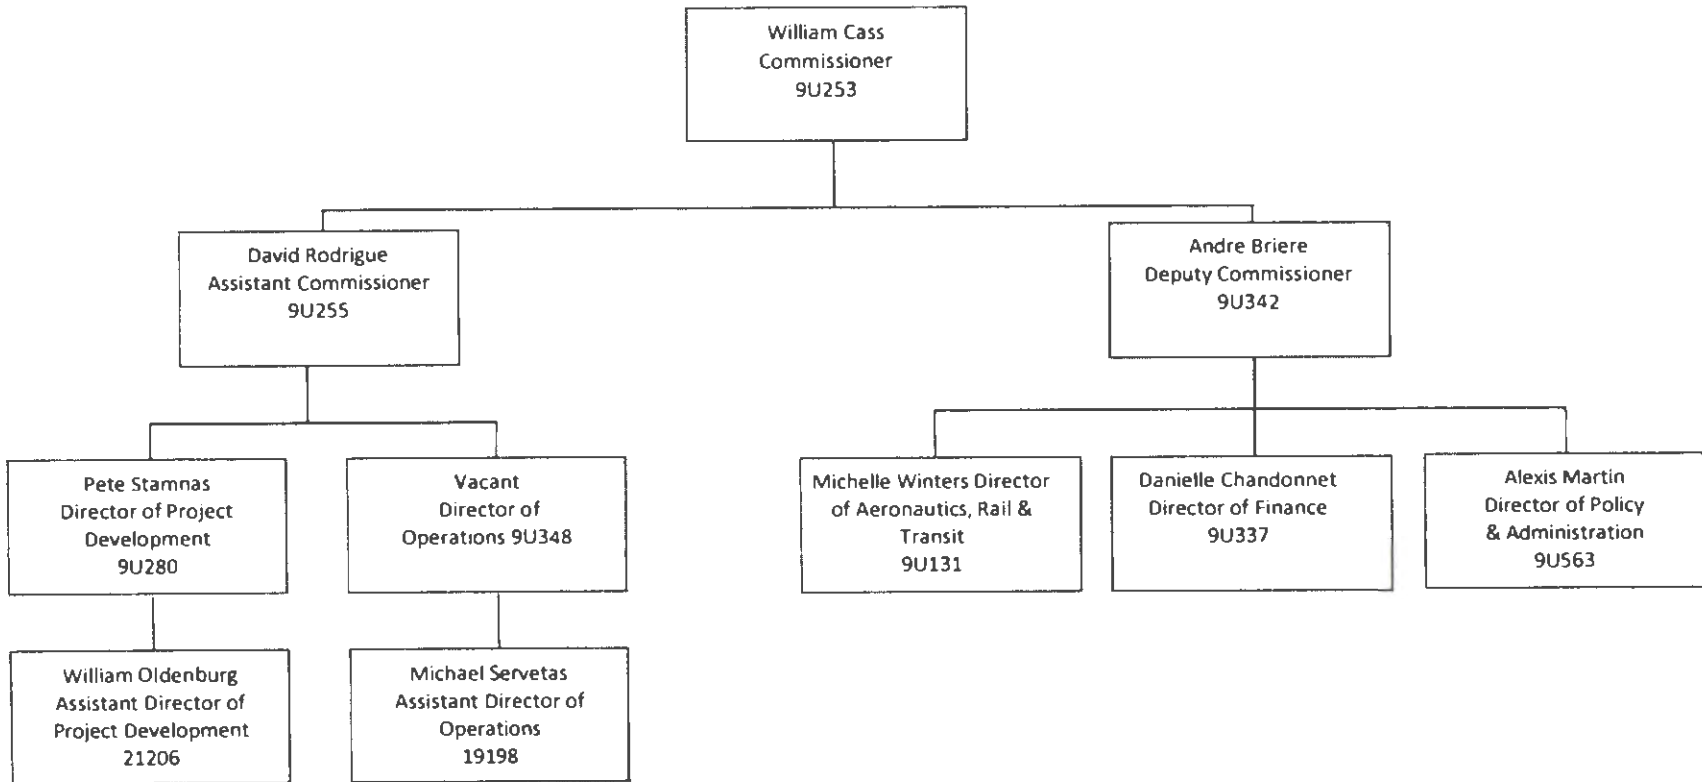 William Cass
Commissioner
9U253
David Rodrigue
Assistant Commissioner
9U255
Andre Briere
Deputy Commissioner
9U342
Pete Stamnas
Director of Project
Development
9U280
Vacant
Director of
Operations 9U348
Michelle Winters Director
of Aeronautics, Rail &
Transit
9U131
Danielle Chandonnet
Director of Finance
9U337
Alexis Martin
Director of Policy
& Administration
9U563
William Oldenburg
Assistant Director of
Project Development
21206
Michael Servetas
Assistant Director of
Operations
19198